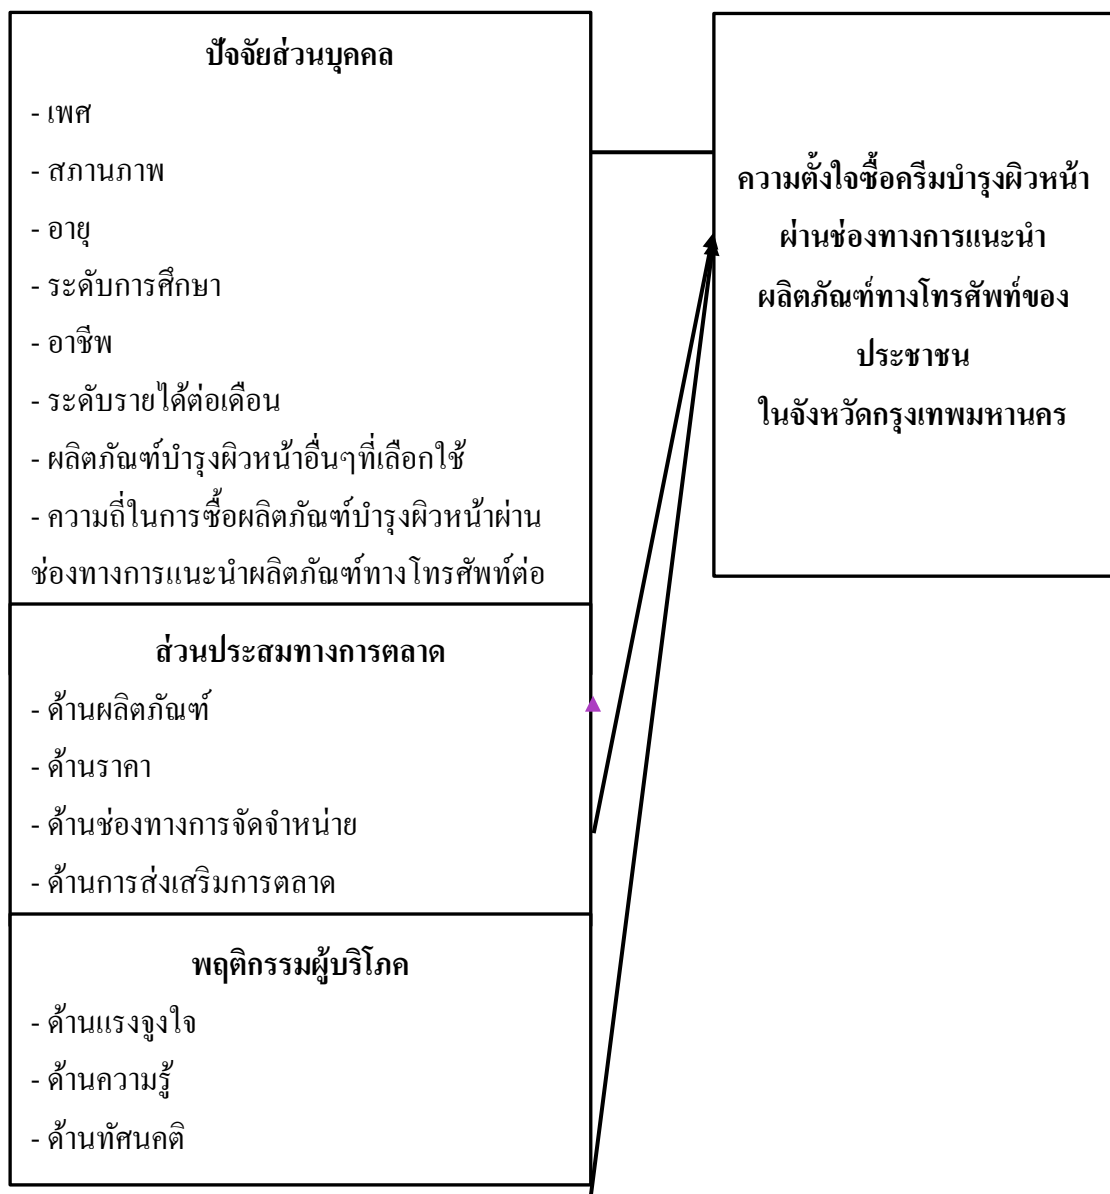 ปัจจัยส่วนบุคคล
- เพศ
- สภานภาพ
- อายุ
- ระดับการศึกษา
- อาชีพ
- ระดับรายได้ต่อเดือน
- ผลิตภัณฑ์บำรุงผิวหน้าอื่นๆที่เลือกใช้
- ความถี่ในการซื้อผลิตภัณฑ์บำรุงผิวหน้าผ่าน
ช่องทางการแนะนำผลิตภัณฑ์ทางโทรศัพท์ต่อ
ส่วนประสมทางการตลาด
- ด้านผลิตภัณฑ์
- ด้านราคา
- ด้านช่องทางการจัดจำหน่าย
- ด้านการส่งเสริมการตลาด
พฤติกรรมผู้บริโภค
- ด้านแรงจูงใจ
- ด้านความรู้
- ด้านทัศนคติ
ความตั้งใจซื้อครีมบำรุงผิวหน้า
ผ่านช่องทางการแนะนำ
ผลิตภัณฑ์ทางโทรศัพท์ของ
ประชาชน
ในจังหวัดกรุงเทพมหานคร